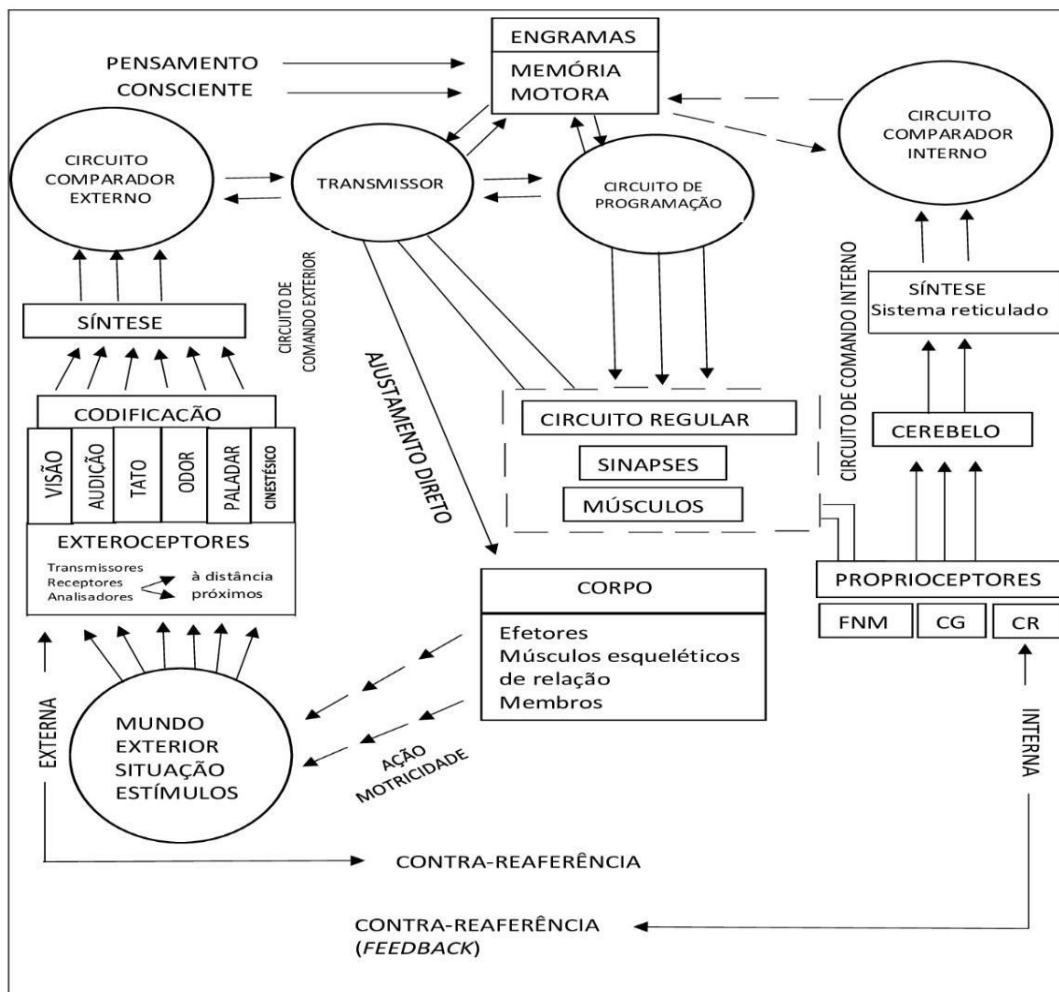 ENGRAMAS
PENSAMENTO
CONSCIENTE
MEMÓRIA
MOTORA
CIRCUITO
COMPARADOR
EXTERNO
TRANSMISSOR
CIRCUITO DE
PROGRAMAÇÃO
CIRCUITO
COMPARADOR
INTERNO
SÍNTESE
CIRCUITO DE
COMANDO EXTERIOR
AJUSTAMENTO DIRETO
CIRCUITO DE COMANDO INTERNO
SÍNTESE
Sistema reticulado
CODIFICAÇÃO
VISÃO
AUDIÇÃO
TATO
ODOR
PALADAR
CINESTÉSICO
EXTEROCEPTORES
Transmissores
Receptores
Analisadores
à distância
próximos
CIRCUITO REGULAR
SINAPSES
MÚSCULOS
CEREBELO
PROPRIOCEPTORES
FNM
CG
CR
CORPO
Efetores
Músculos esqueléticos
de relação
Membros
EXTERNA
MUNDO
EXTERIOR
SITUAÇÃO
ESTÍMULOS
AÇÃO
MOTRICIDADE
INTERNA
CONTRA-REAFERÊNCIA
CONTRA-REAFERÊNCIA
(FEEDBACK)